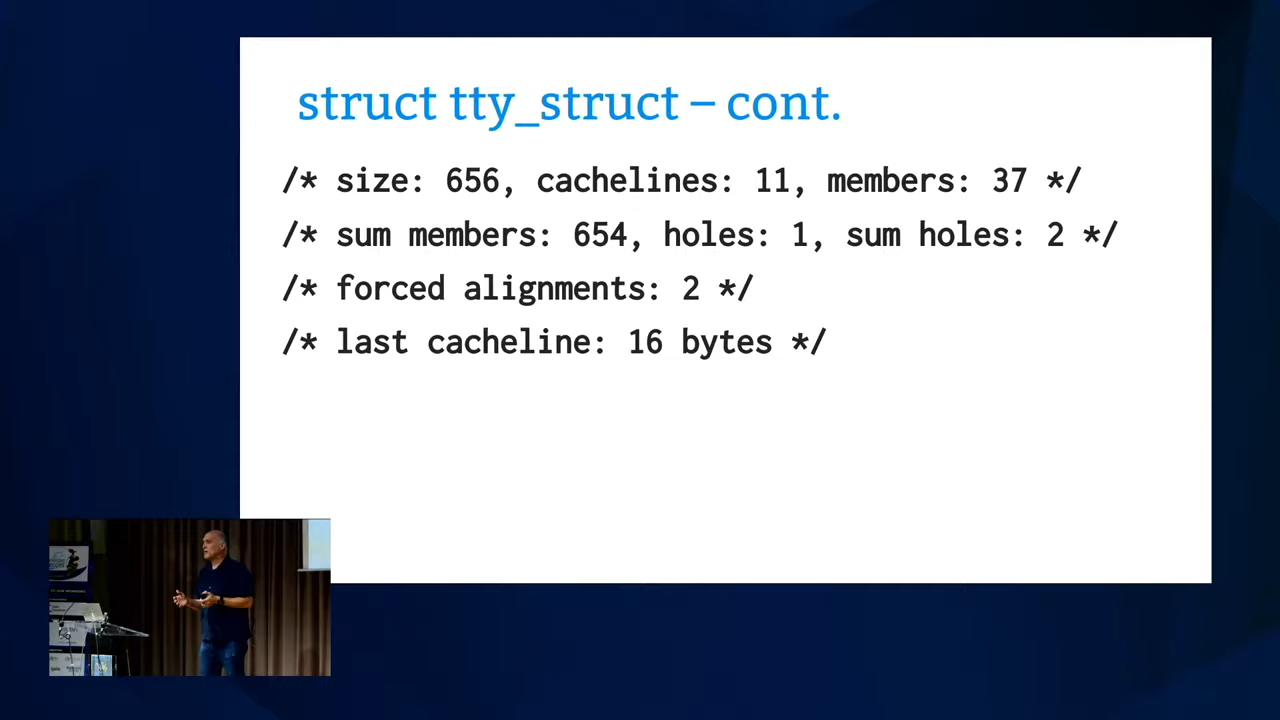 struct tty_struct – cont.
/* size: 656, cachelines: 11, members: 37 */
/* sum members: 654, holes: 1, sum holes: 2 */
/* forced alignments: 2 */
/* last cacheline: 16 bytes */